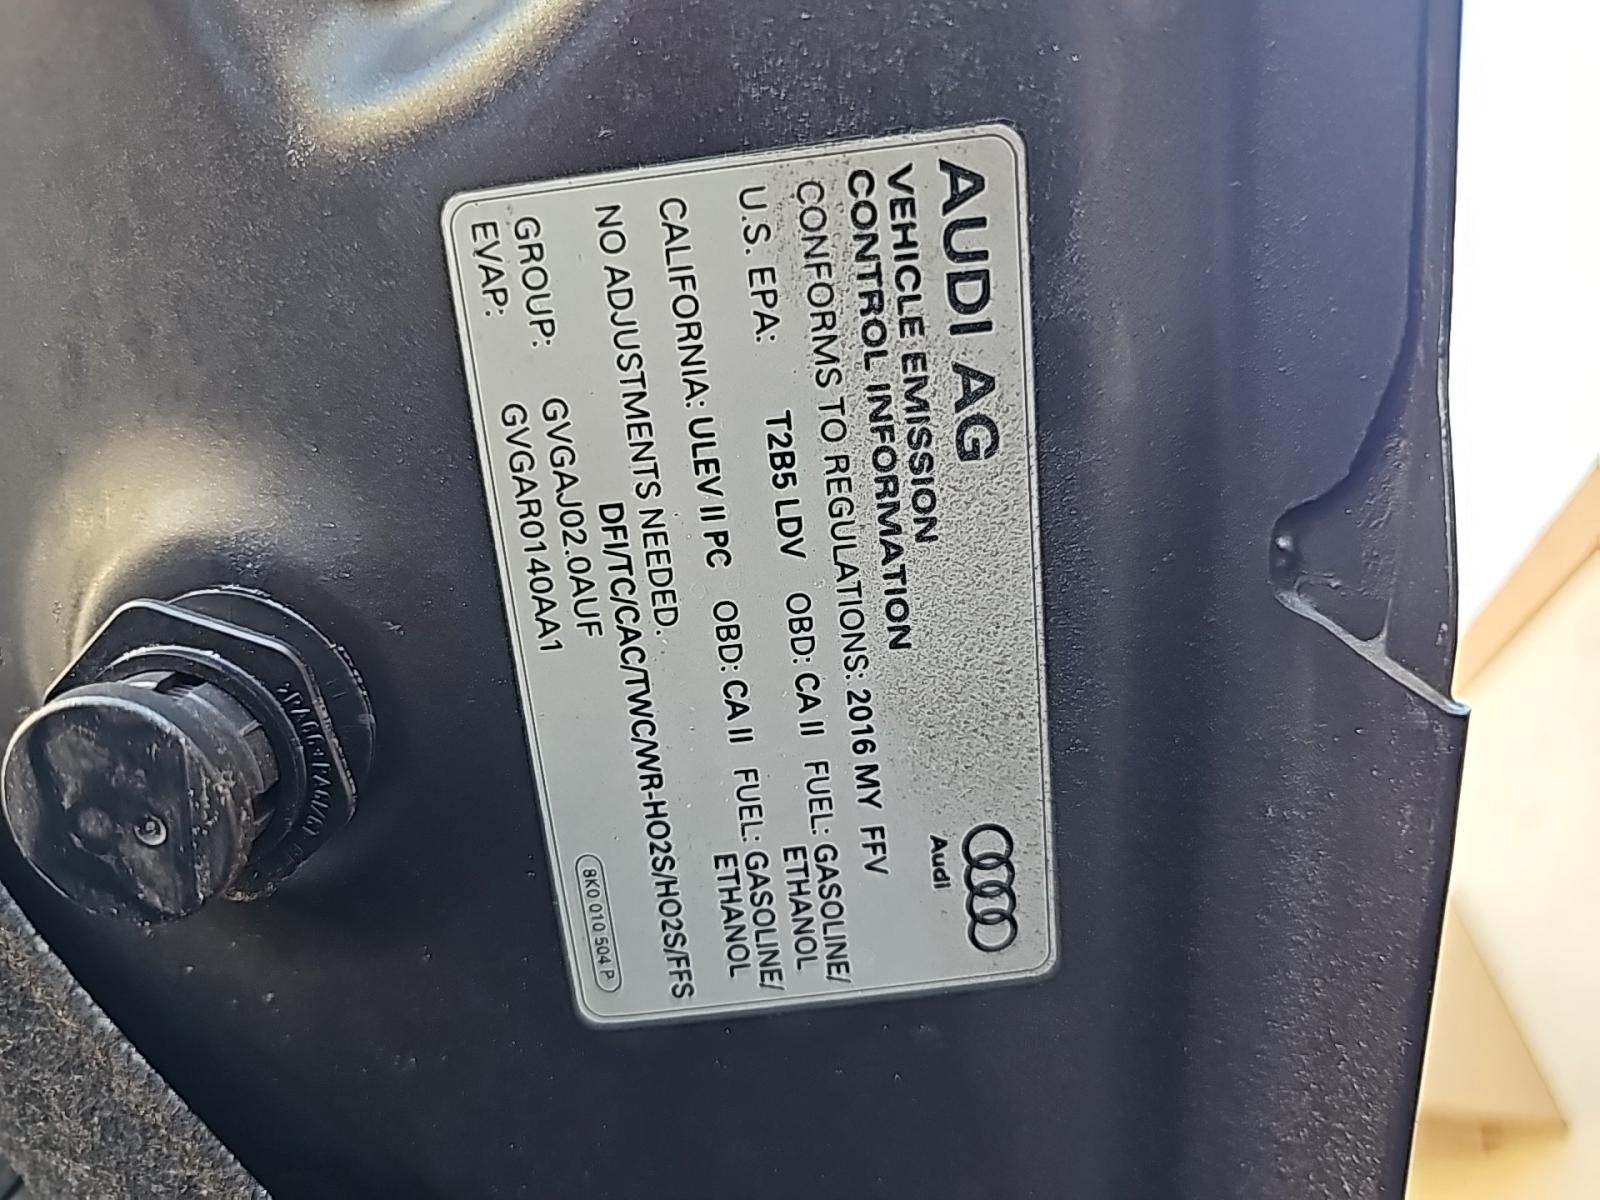 AUDI AG
Audi
VEHICLE EMISSION
CONTROL INFORMATION
CONFORMS TO REGULATIONS: 2016 MY FFV
U.S. EPA: T2B5 LDV OBD: CA II FUEL: GASOLINE/
ETHANOL
CALIFORNIA: ULEV II PC OBD: CA II FUEL: GASOLINE/
ETHANOL
NO ADJUSTMENTS NEEDED.
DFI/TC/CAC/TWC/WR-HO2S/HO2S/FFS
GROUP: GVGAJ02.0AUF
EVAP: GVGAR0140AA1
8K0 010 504 P